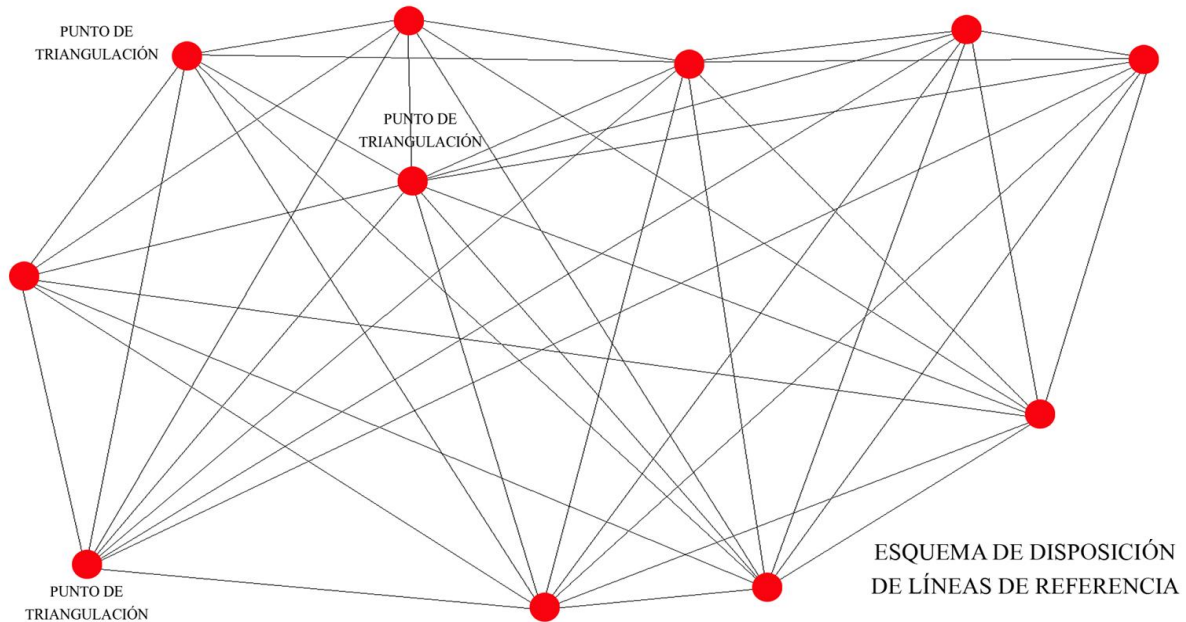 PUNTO DE
TRIANGULACIÓN
PUNTO DE
TRIANGULACIÓN
ESQUEMA DE DISPOSICIÓN
DE LÍNEAS DE REFERENCIA
PUNTO DE
TRIANGULACIÓN